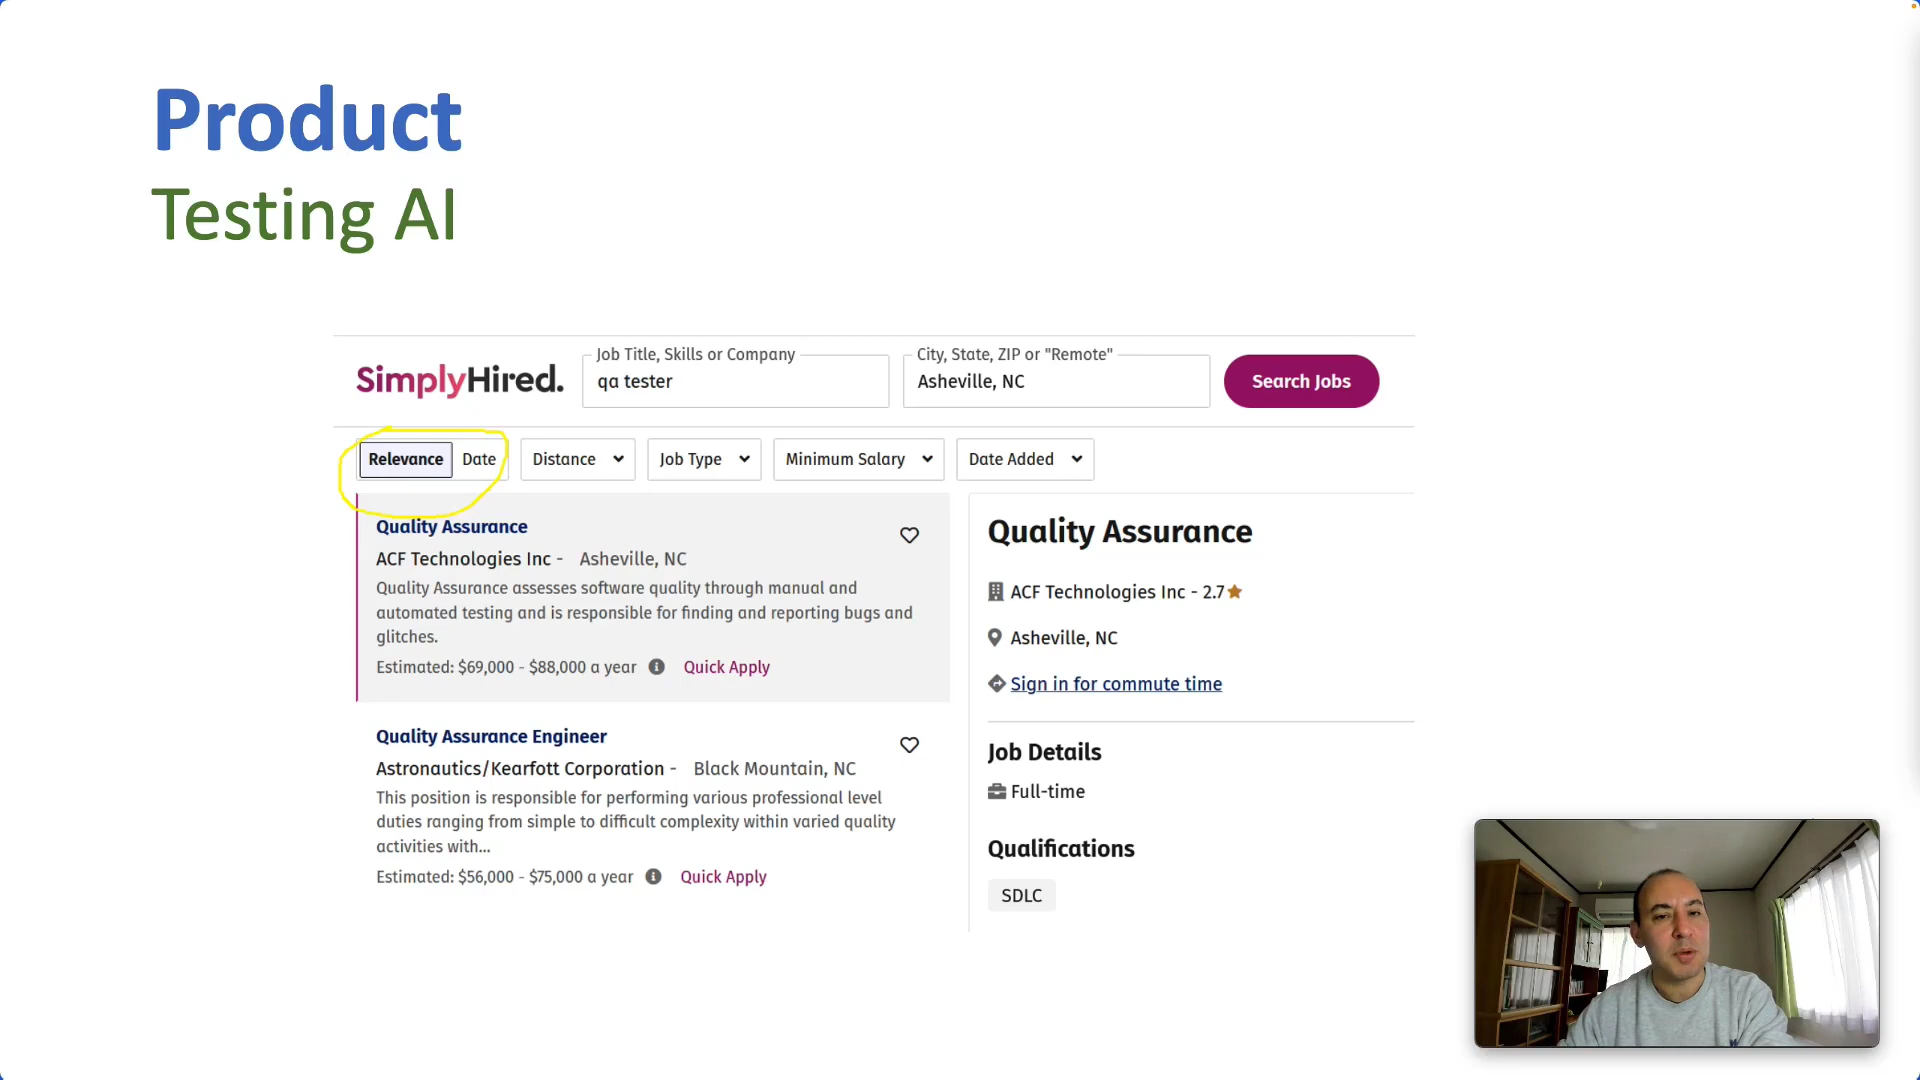 Product
Testing AI
SimplyHired.
Job Title, Skills or Company
qa tester
City, State, ZIP or "Remote"
Asheville, NC
Search Jobs
Relevance Date
Distance
Job Type
Minimum Salary
Date Added
Quality Assurance
ACF Technologies Inc - Asheville, NC
Quality Assurance assesses software quality through manual and
automated testing and is responsible for finding and reporting bugs and
glitches.
Estimated: $69,000 - $88,000 a year Quick Apply
Quality Assurance Engineer
Astronautics/Kearfott Corporation - Black Mountain, NC
This position is responsible for performing various professional level
duties ranging from simple to difficult complexity within varied quality
activities with...
Estimated: $56,000 - $75,000 a year Quick Apply
Quality Assurance
ACF Technologies Inc - 2.7
Asheville, NC
Sign in for commute time
Job Details
Full-time
Qualifications
SDLC